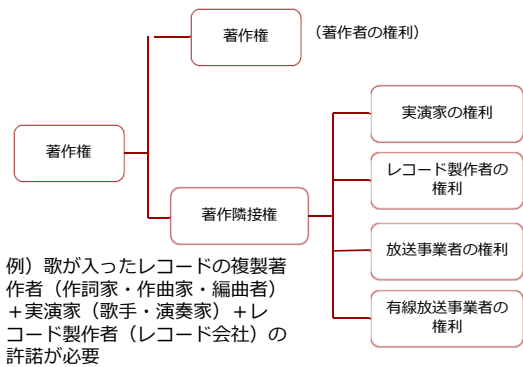 著作権
（著作者の権利）
著作権
著作隣接権
実演家の権利
レコード製作者の
権利
放送事業者の権利
有線放送事業者の
権利
例）歌が入ったレコードの複製著
作者（作詞家・作曲家・編曲者）
＋実演家（歌手・演奏家）＋レ
コード製作者（レコード会社）の
許諾が必要